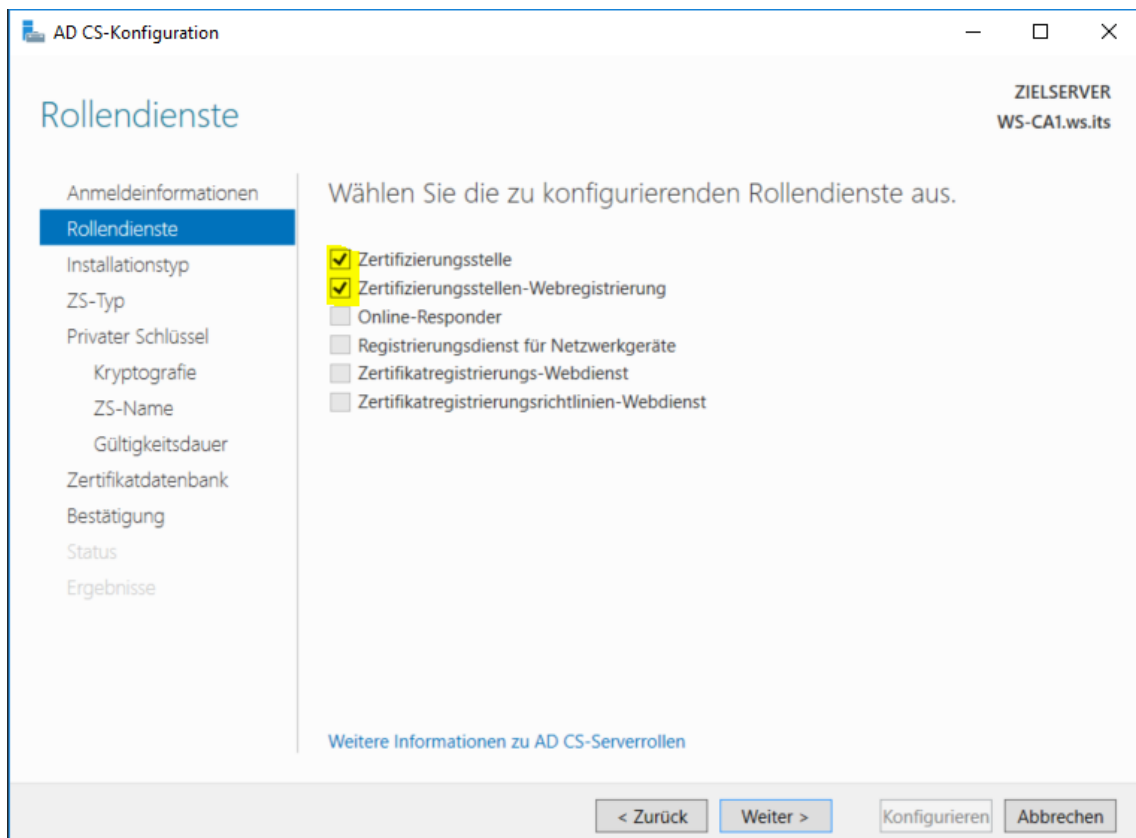 AD CS-Konfiguration
ZIELSERVER
WS-CA1.ws.its
Rollendienste
Anmeldeinformationen
Rollendienste
Installationstyp
ZS-Typ
Privater Schlüssel
Kryptografie
ZS-Name
Gültigkeitsdauer
Zertifikatdatenbank
Bestätigung
Status
Ergebnisse
Wählen Sie die zu konfigurierenden Rollendienste aus.
Zertifizierungsstelle
Zertifizierungsstellen-Webregistrierung
Online-Responder
Registrierungsdienst für Netzwerkgeräte
Zertifikatregistrierungs-Webdienst
Zertifikatregistrierungsrichtlinien-Webdienst
Weitere Informationen zu AD CS-Serverrollen
< Zurück
Weiter >
Konfigurieren
Abbrechen